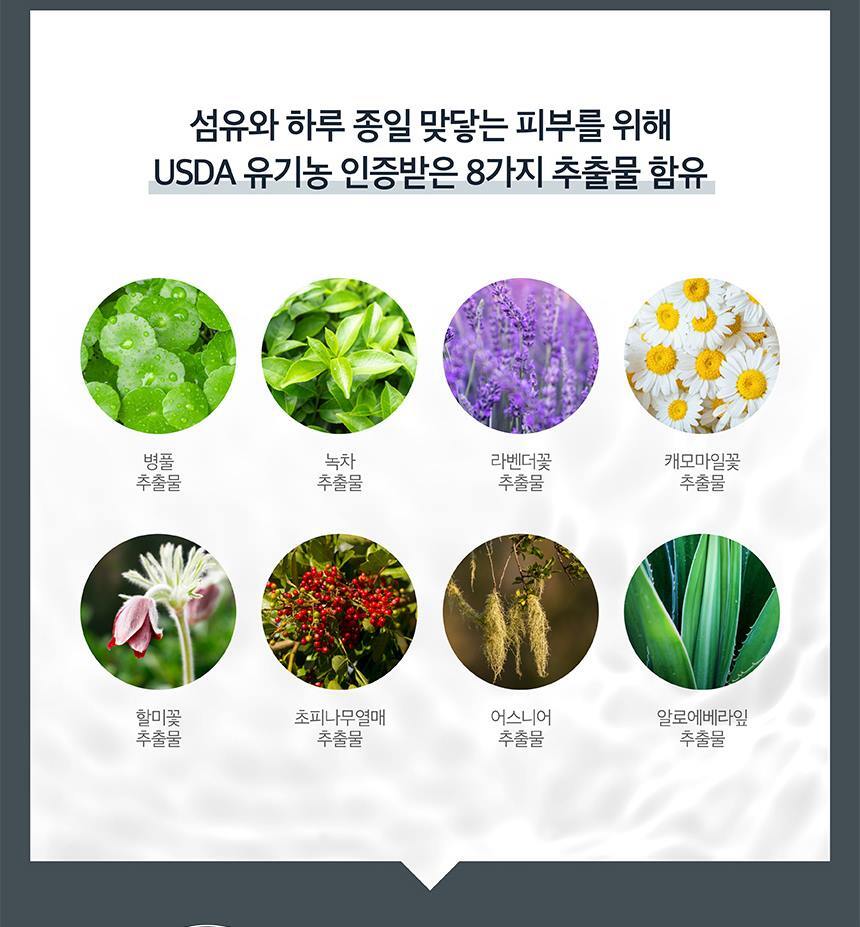 섬유와 하루 종일 맞닿는 피부를 위해
USDA 유기농 인증받은 8가지 추출물 함유
병풀
추출물
녹차
추출물
라벤더꽃
추출물
캐모마일꽃
추출물
할미꽃
추출물
초피나무열매
추출물
어스니어
추출물
알로에베라잎
추출물